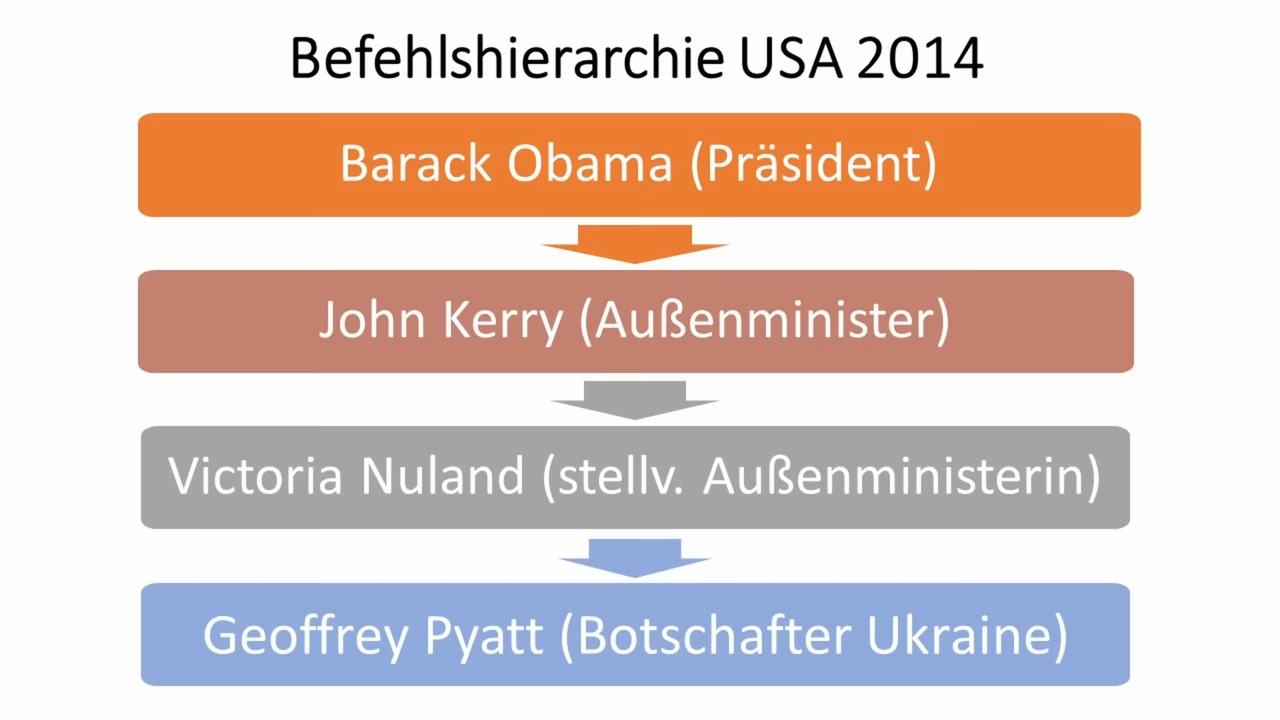 Befehlshierarchie USA 2014
Barack Obama (Präsident)
John Kerry (Außenminister)
Victoria Nuland (stellv. Außenministerin)
Geoffrey Pyatt (Botschafter Ukraine)